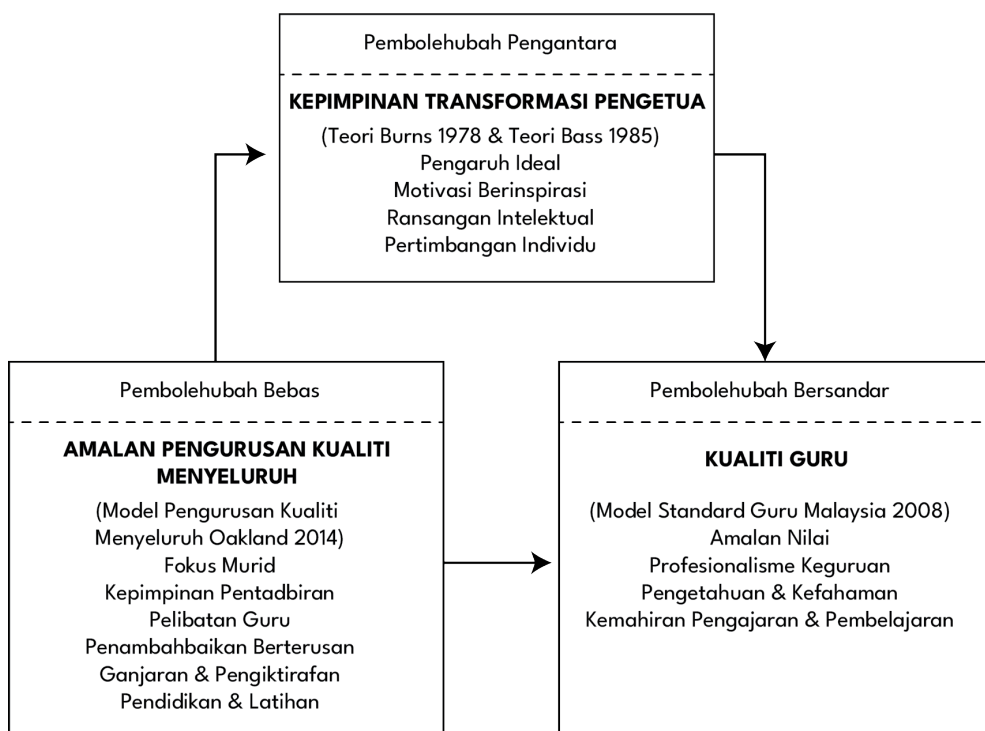 Pembolehubah Pengantara
KEPIMPINAN TRANSFORMASI PENGETUA
(Teori Burns 1978 & Teori Bass 1985)
Pengaruh Ideal
Motivasi Berinspirasi
Ransangan Intelektual
Pertimbangan Individu
Pembolehubah Bebas
AMALAN PENGURUSAN KUALITI
MENYELURUH
(Model Pengurusan Kualiti
Menyeluruh Oakland 2014)
Fokus Murid
Kepimpinan Pentadbiran
Pelibatan Guru
Penambahbaikan Berterusan
Ganjaran & Pengiktirafan
Pendidikan & Latihan
Pembolehubah Bersandar
KUALITI GURU
(Model Standard Guru Malaysia 2008)
Amalan Nilai
Profesionalisme Keguruan
Pengetahuan & Kefahaman
Kemahiran Pengajaran & Pembelajaran